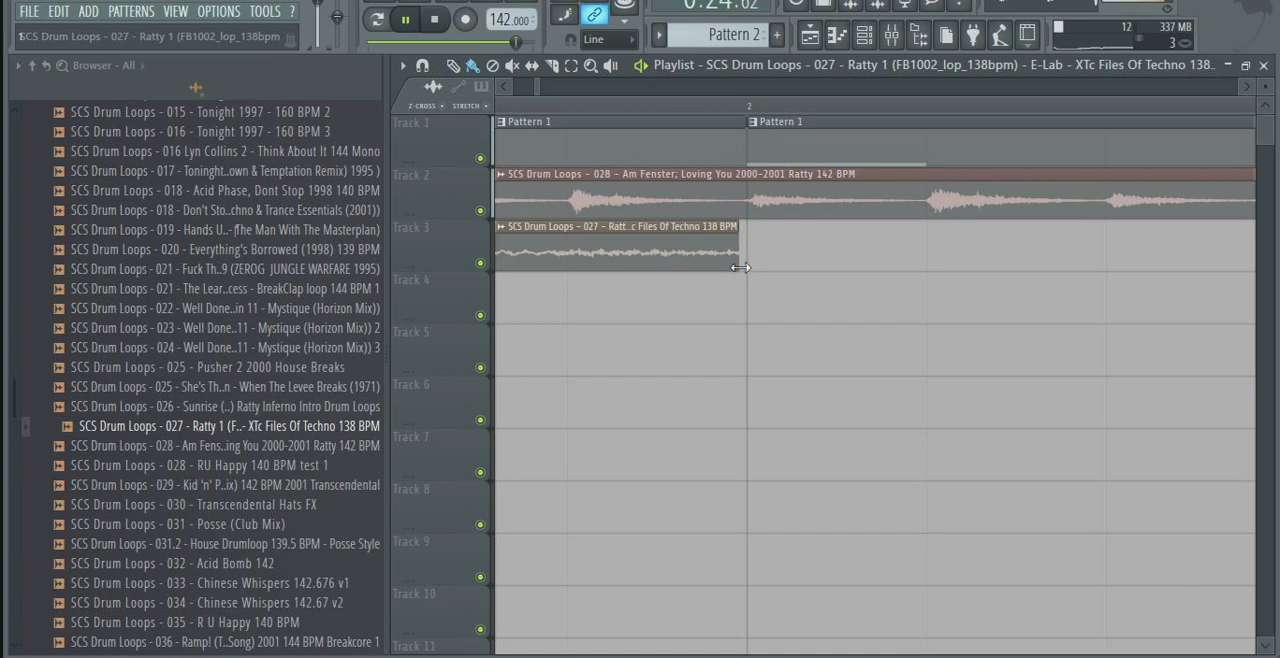 FILE EDIT ADD PATTERNS VIEW OPTIONS TOOLS ?
SCS Drum Loops - 027 - Ratty 1 (FB1002_lop_138bpm)
142.000
0:24:62
Line
Pattern 2
12
337 MB
3
Browser - All
Playlist - SCS Drum Loops - 027 - Ratty 1 (FB1002_lop_138bpm) - E-Lab - XTc Files Of Techno 138..
Z-CROSS
STRETCH
2
SCS Drum Loops - 015 - Tonight 1997 - 160 BPM 2
SCS Drum Loops - 016 - Tonight 1997 - 160 BPM 3
SCS Drum Loops - 016 Lyn Collins 2 - Think About It 144 Mono
SCS Drum Loops - 017 - Toninght...own & Temptation Remix) 1995 )
SCS Drum Loops - 018 - Acid Phase, Dont Stop 1998 140 BPM
SCS Drum Loops - 018 - Don't Sto..chno & Trance Essentials (2001))
SCS Drum Loops - 019 - Hands U.. - (The Man With The Masterplan)
SCS Drum Loops - 020 - Everything's Borrowed (1998) 139 BPM
SCS Drum Loops - 021 - Fuck Th..9 (ZEROG JUNGLE WARFARE 1995)
SCS Drum Loops - 021 - The Lear..cess - BreakClap loop 144 BPM 1
SCS Drum Loops - 022 - Well Done..in 11 - Mystique (Horizon Mix))
SCS Drum Loops - 023 - Well Done..11 - Mystique (Horizon Mix)) 2
SCS Drum Loops - 024 - Well Done..11 - Mystique (Horizon Mix)) 3
SCS Drum Loops - 025 - Pusher 2 2000 House Breaks
SCS Drum Loops - 025 - She's Th..n - When The Levee Breaks (1971)
SCS Drum Loops - 026 - Sunrise (..) Ratty Inferno Intro Drum Loops
SCS Drum Loops - 027 - Ratty 1 (F..- XTc Files Of Techno 138 BPM
SCS Drum Loops - 028 - Am Fens..ing You 2000-2001 Ratty 142 BPM
SCS Drum Loops - 028 - RU Happy 140 BPM test 1
SCS Drum Loops - 029 - Kid 'n' P..ix) 142 BPM 2001 Transcendental
SCS Drum Loops - 030 - Transcendental Hats FX
SCS Drum Loops - 031 - Posse (Club Mix)
SCS Drum Loops - 031.2 - House Drumloop 139.5 BPM - Posse Style
SCS Drum Loops - 032 - Acid Bomb 142
SCS Drum Loops - 033 - Chinese Whispers 142.676 v1
SCS Drum Loops - 034 - Chinese Whispers 142.67 v2
SCS Drum Loops - 035 - R U Happy 140 BPM
SCS Drum Loops - 036 - Ramp! (T..Song) 2001 144 BPM Breakcore 1
Track 1
Pattern 1
Pattern 1
Track 2
SCS Drum Loops - 028 - Am Fenster; Loving You 2000-2001 Ratty 142 BPM
Track 3
SCS Drum Loops - 027 - Ratt..c Files Of Techno 138 BPM
Track 4
Track 5
Track 6
Track 7
Track 8
Track 9
Track 10
Track 11